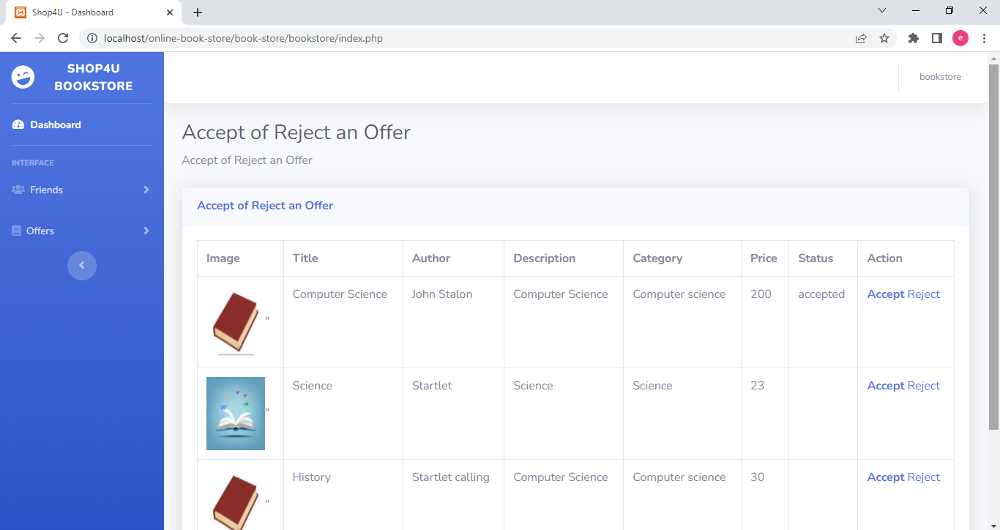 Shop4U - Dashboard
localhost/online-book-store/book-store/bookstore/index.php
e
SHOP4U
BOOKSTORE
bookstore
Dashboard
INTERFACE
Friends
Offers
Accept of Reject an Offer
Accept of Reject an Offer
Accept of Reject an Offer
Image Title Author Description Category Price Status Action
" Computer Science John Stalon Computer Science Computer science 200 accepted Accept Reject
" Science Startlet Science Science 23 Accept Reject
" History Startlet calling Computer Science Computer science 30 Accept Reject